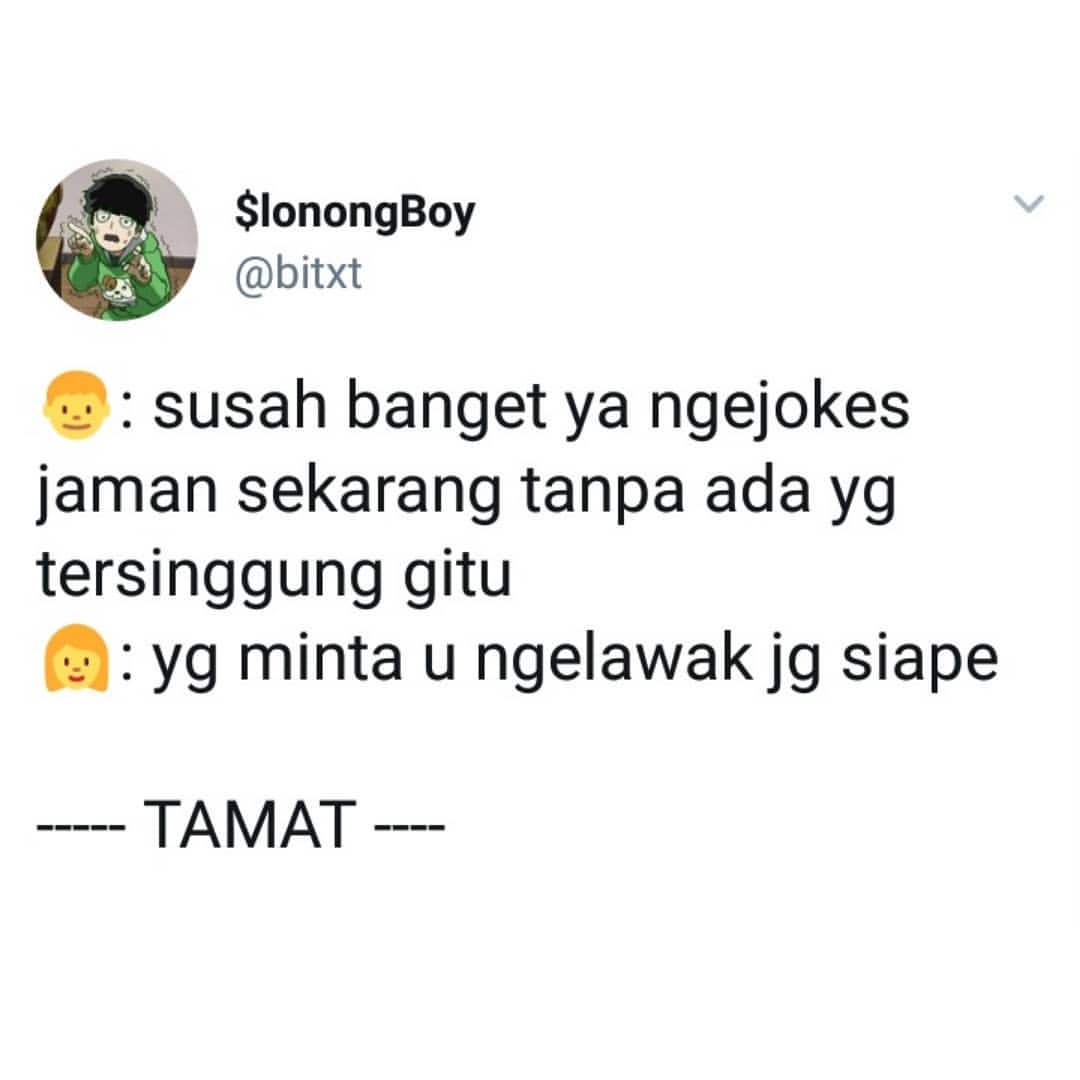 $lonongBoy
@bitxt
👦: susah banget ya ngejokes
jaman sekarang tanpa ada yg
tersinggung gitu
👩: yg minta u ngelawak jg siape
----- TAMAT ----